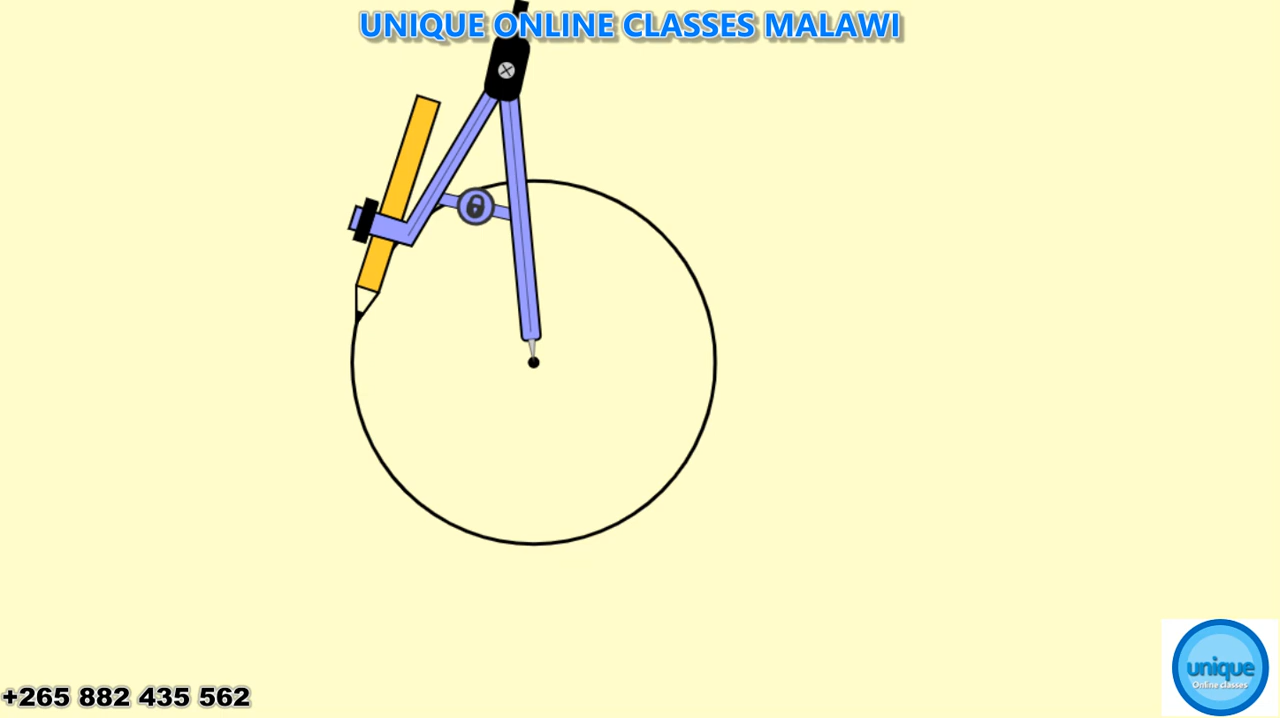 UNIQUE ONLINE CLASSES MALAWI
+265 882 435 562
unique
Online classes